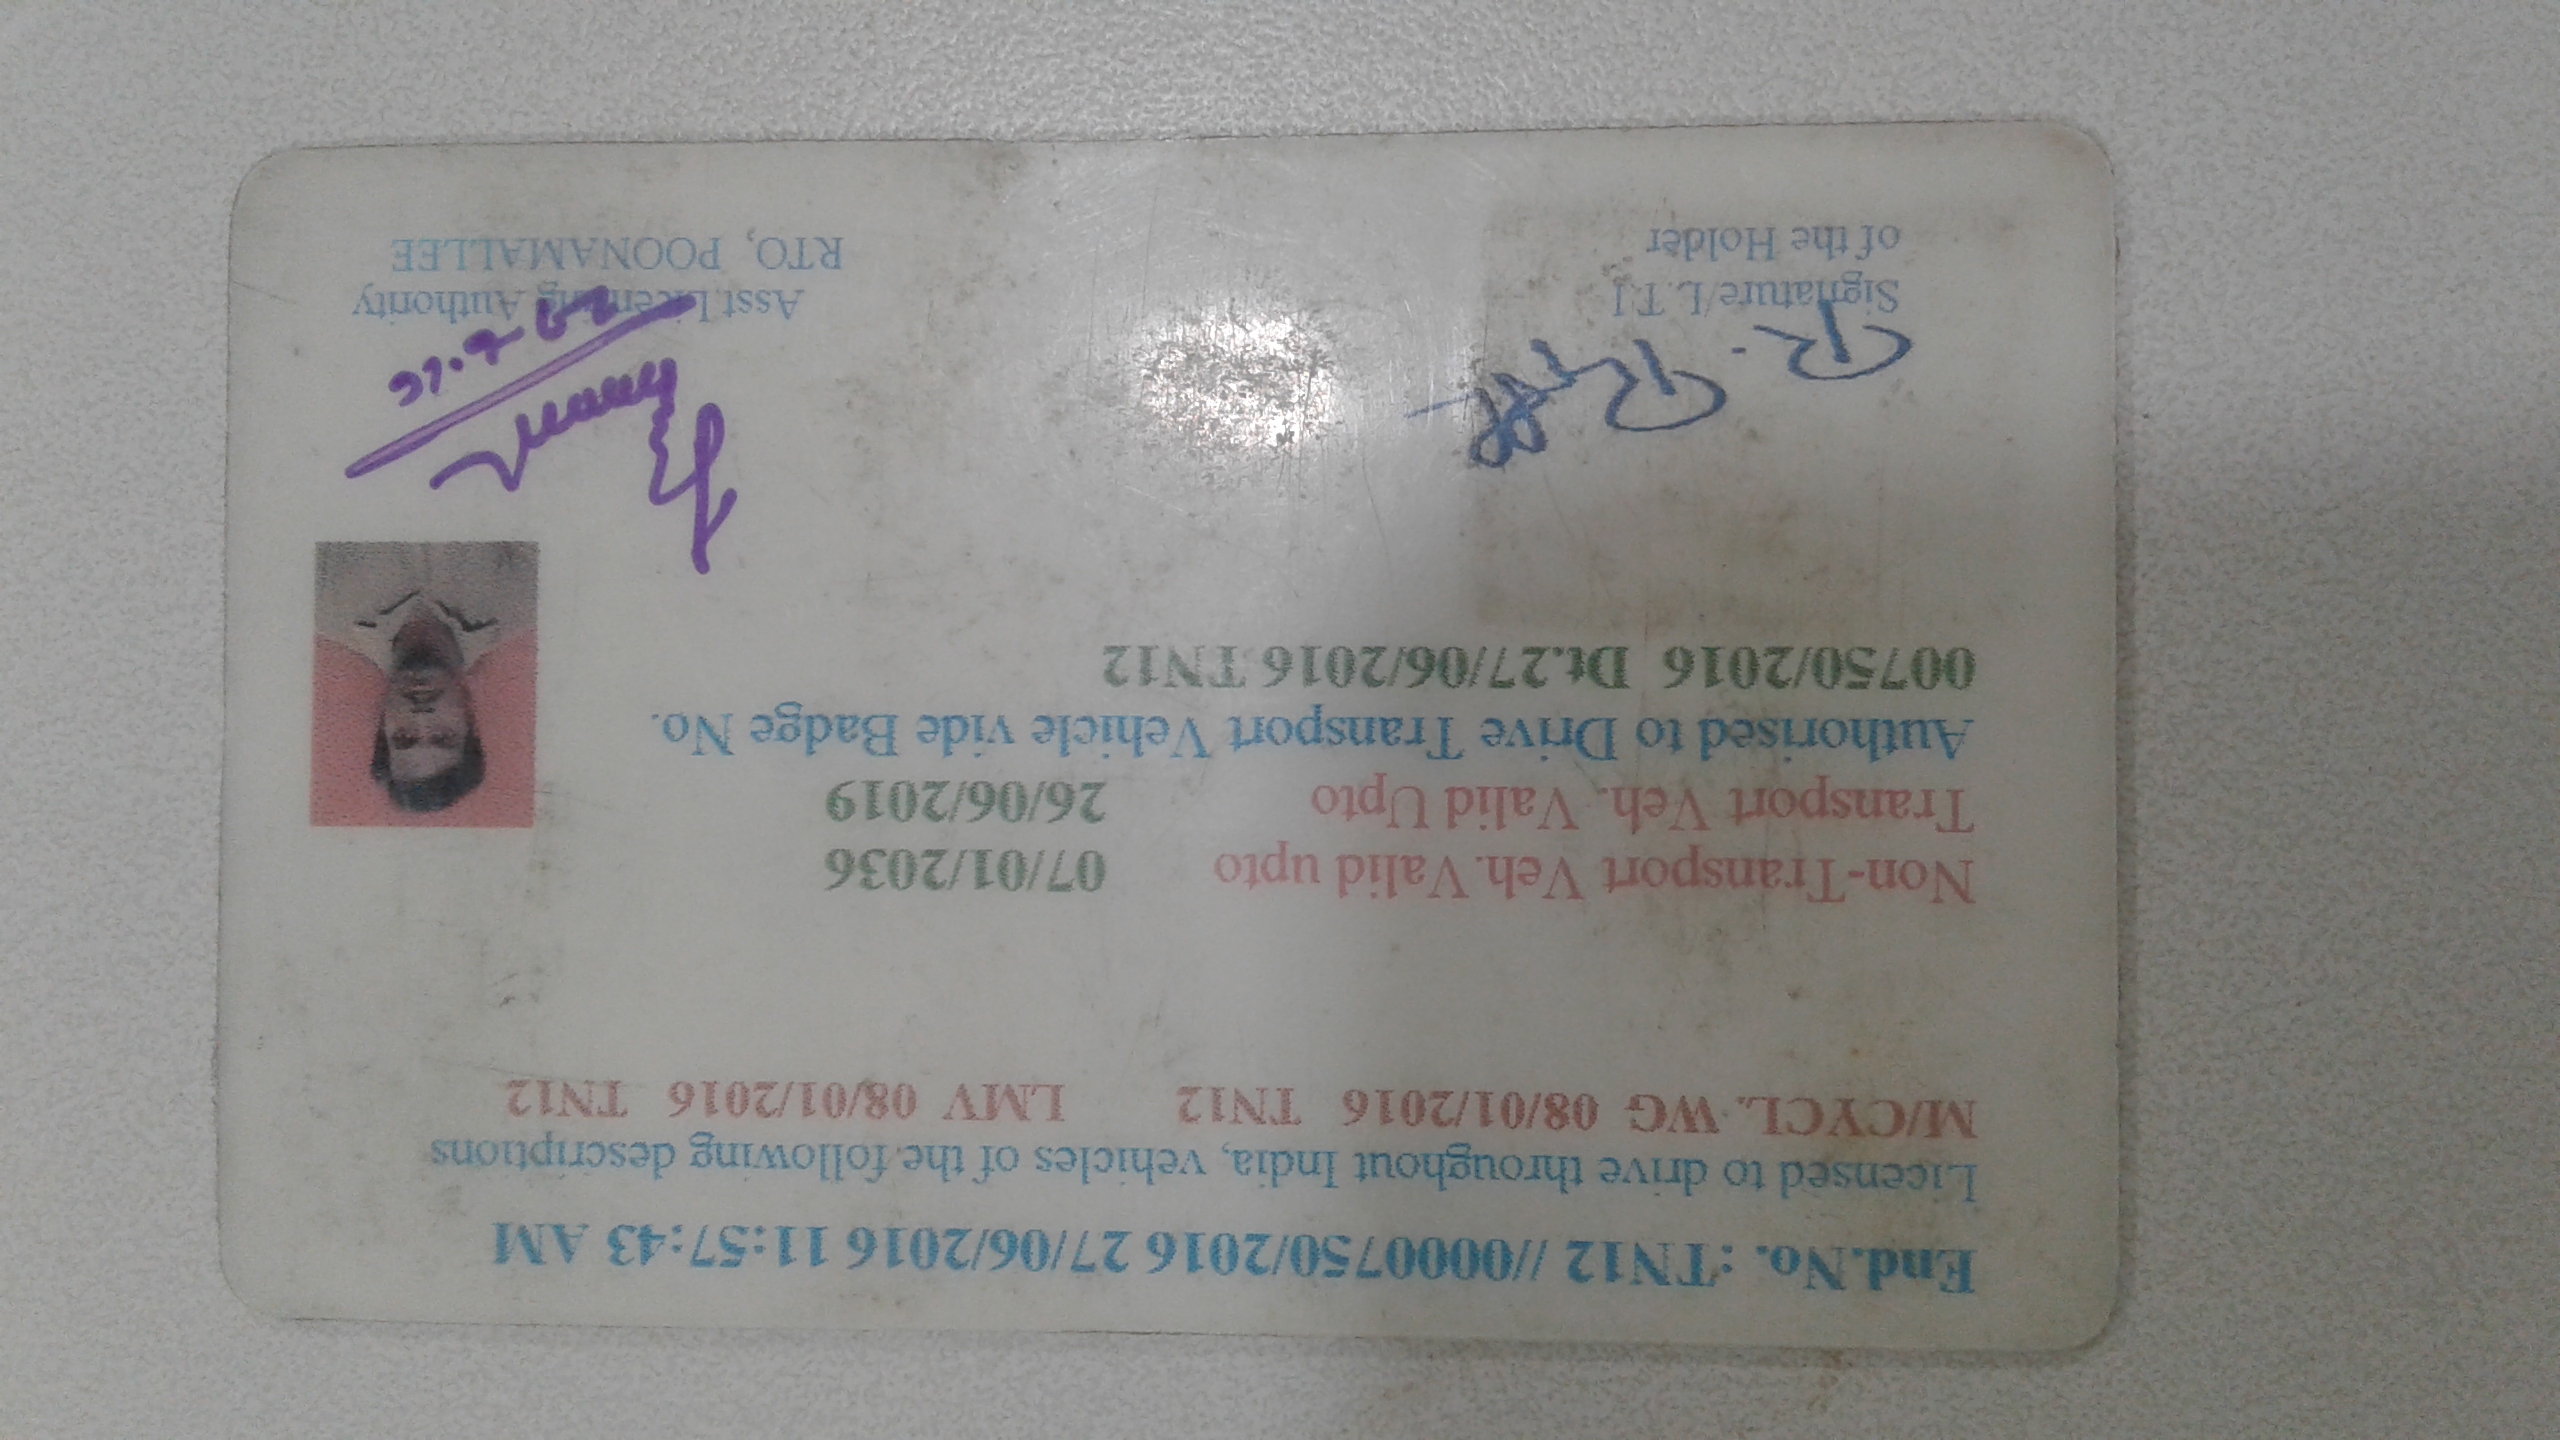 End.No. :TN12 //0000750/2016 27/06/2016 11:57:43 AM
Licensed to drive throughout India, vehicles of the following descriptions
M/CYCL. WG 08/01/2016 TN12 LMV 08/01/2016 TN12
Non-Transport Veh. Valid upto 07/01/2036
Transport Veh. Valid Upto 26/06/2019
Authorised to Drive Transport Vehicle vide Badge No.
00750/2016 Dt.27/06/2016 TN12
Signature/L.T.I
of the Holder
Asst Licensing Authority
RTO, POONAMALLEE